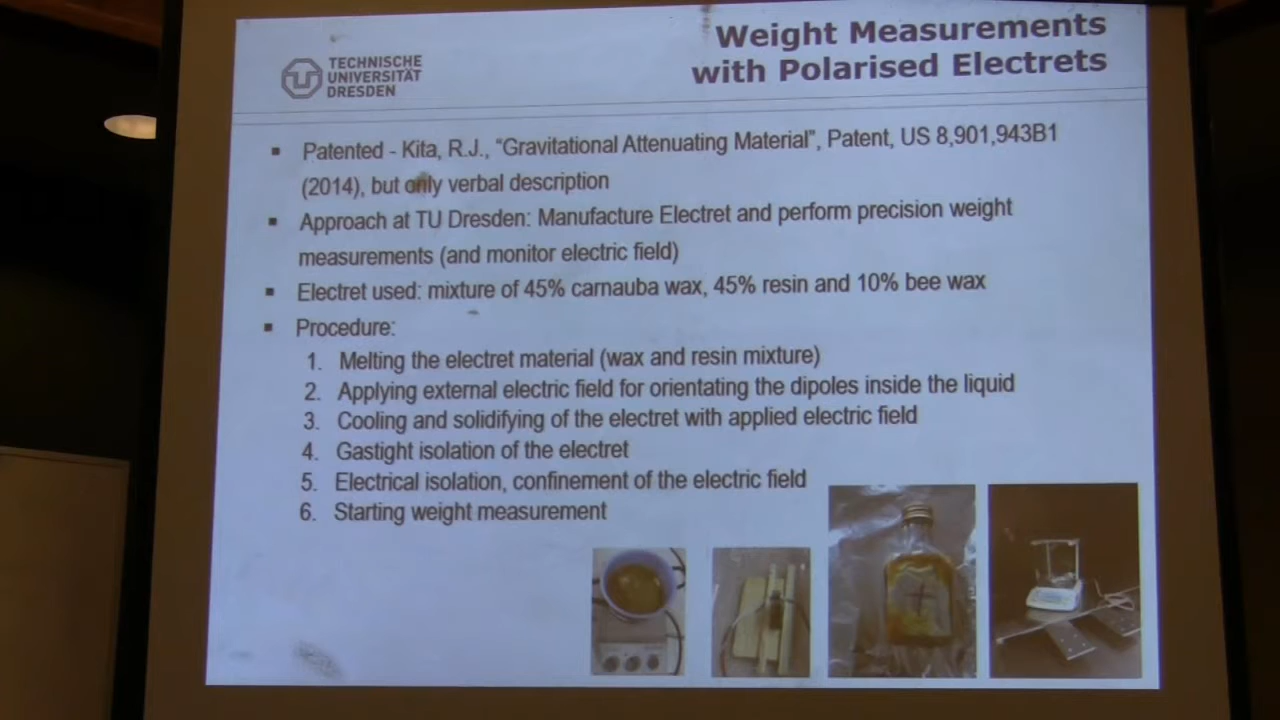 TECHNISCHE
UNIVERSITÄT
DRESDEN
Weight Measurements
with Polarised Electrets
▪ Patented - Kita, R.J., “Gravitational Attenuating Material”, Patent, US 8,901,943B1
(2014), but only verbal description
▪ Approach at TU Dresden: Manufacture Electret and perform precision weight
measurements (and monitor electric field)
▪ Electret used: mixture of 45% carnauba wax, 45% resin and 10% bee wax
▪ Procedure:
1. Melting the electret material (wax and resin mixture)
2. Applying external electric field for orientating the dipoles inside the liquid
3. Cooling and solidifying of the electret with applied electric field
4. Gastight isolation of the electret
5. Electrical isolation, confinement of the electric field
6. Starting weight measurement